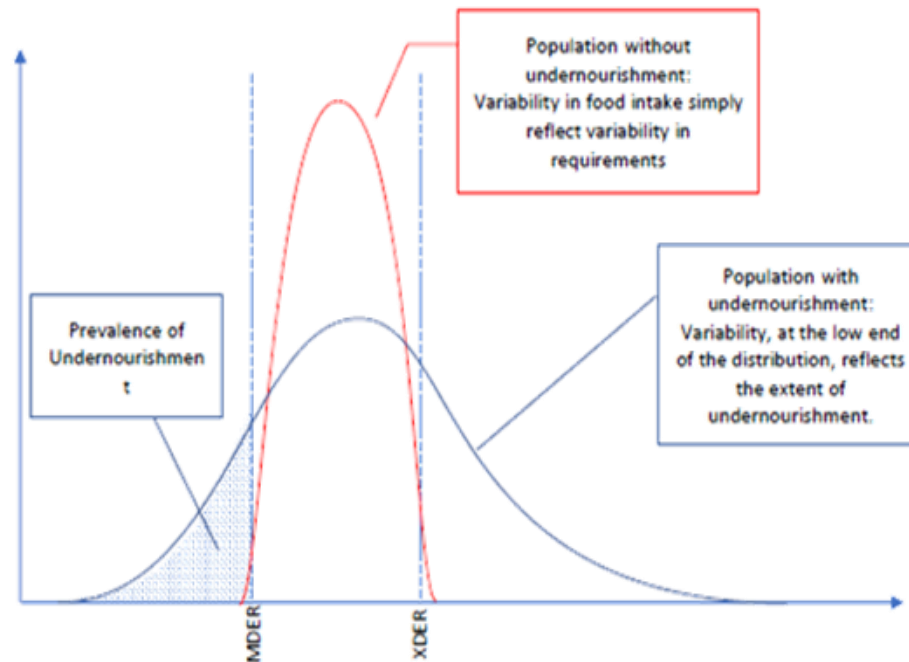 Population without
undernourishment:
Variability in food intake simply
reflect variability in
requirements
Population with
undernourishment:
Variability, at the low end
of the distribution, reflects
the extent of
undernourishment.
Prevalence of
Undernourishmen
t
MDER
XDER